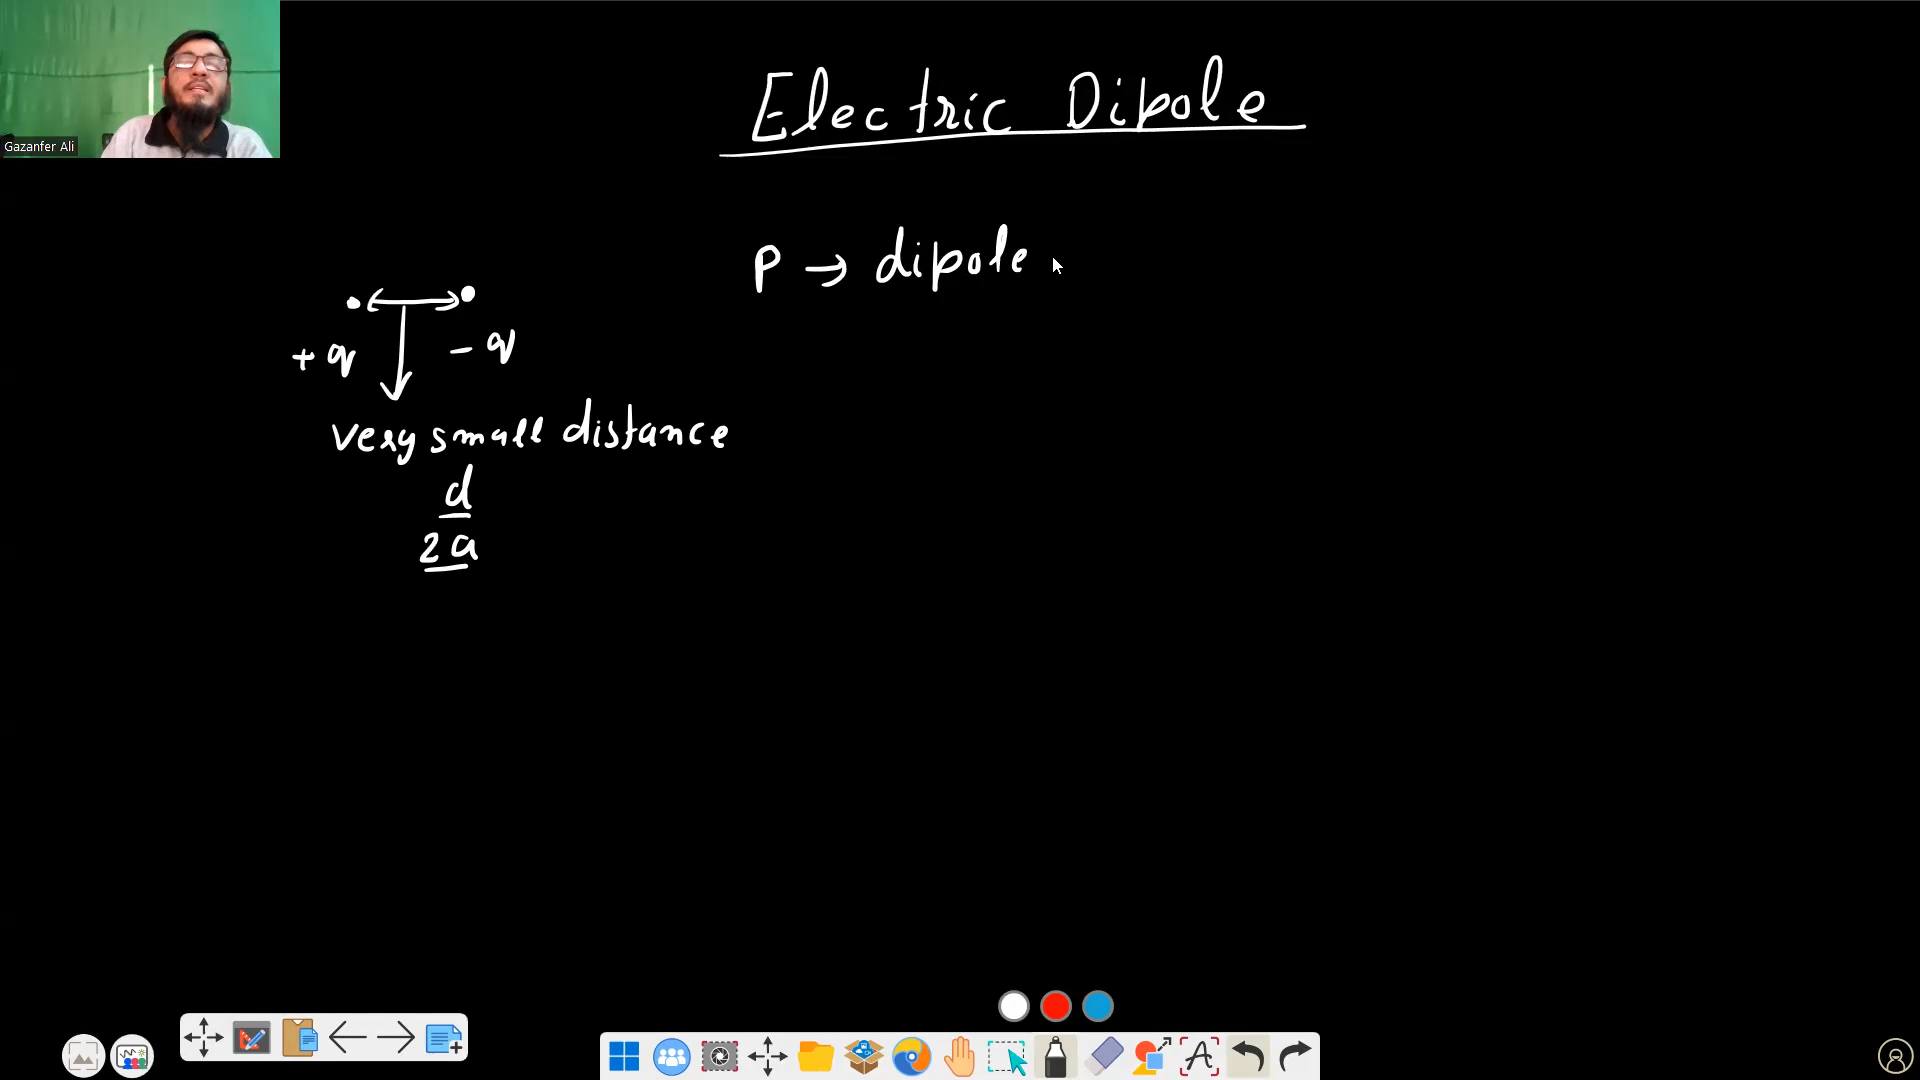 Gazanfer Ali
Electric Dipole
p → dipole
+q
-q
very small distance
d
2a